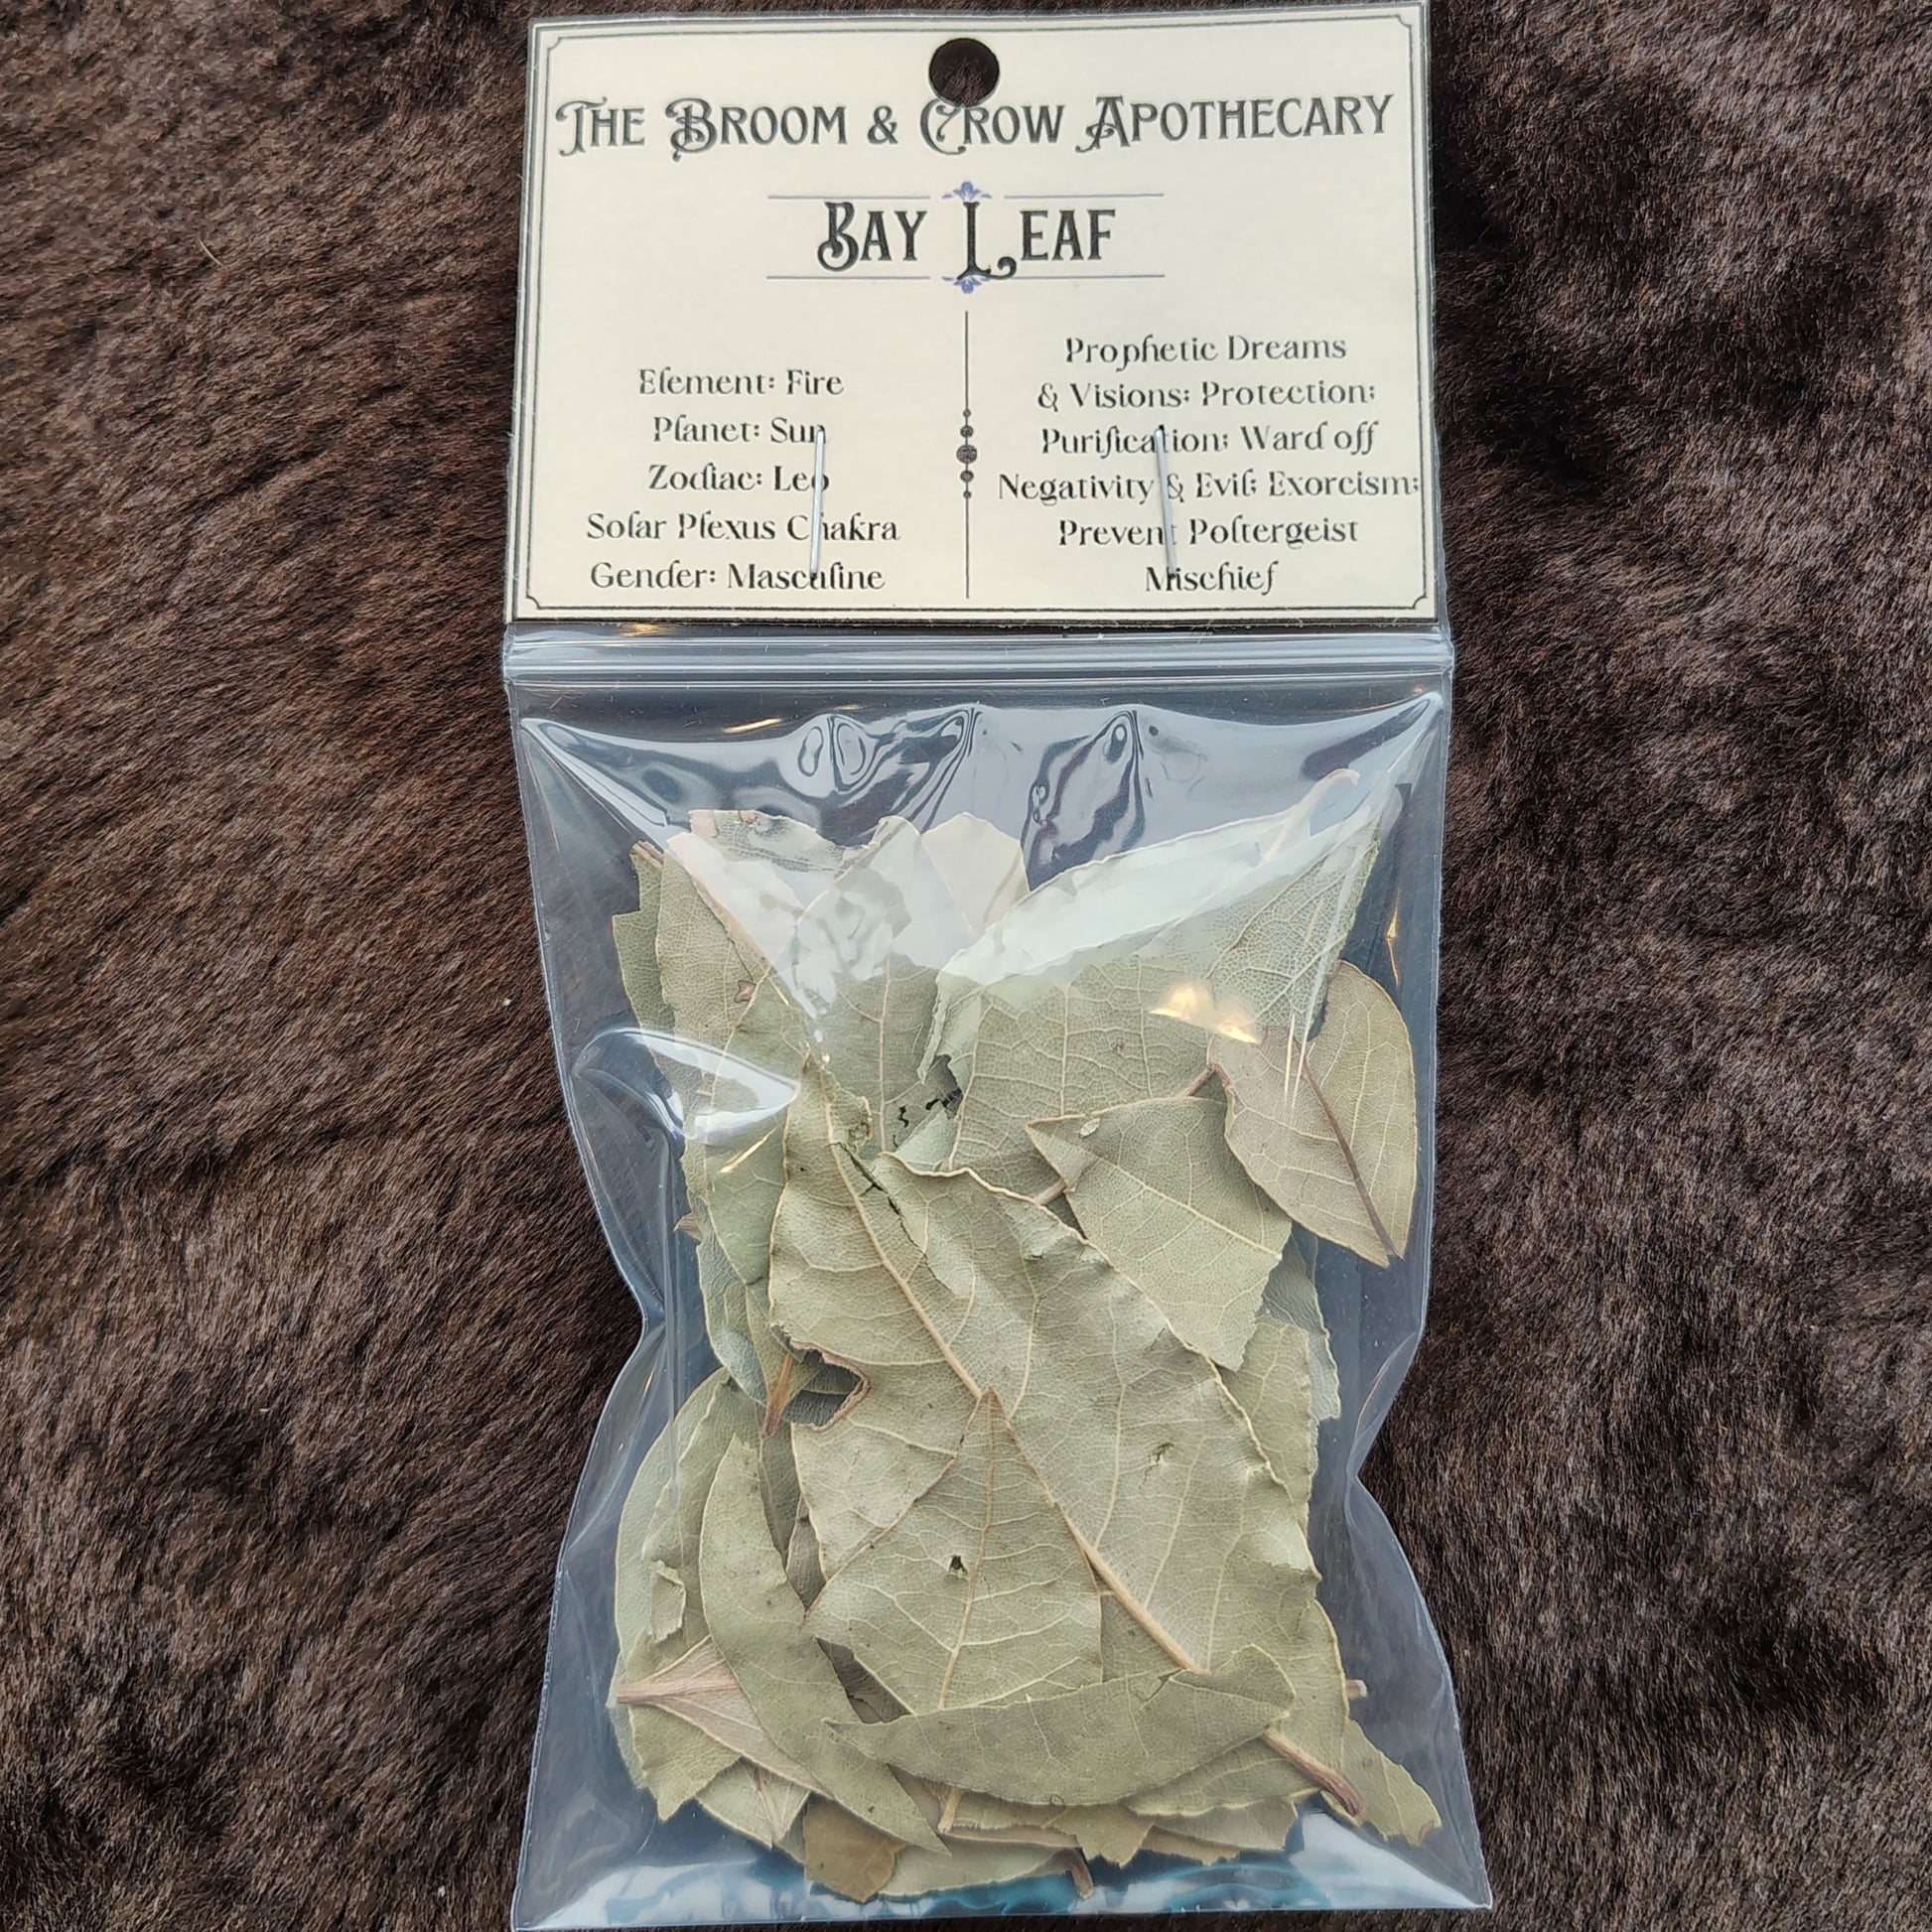 The Broom & Crow Apothecary
Bay Leaf
Element: Fire
Planet: Sun
Zodiac: Leo
Solar Plexus Chakra
Gender: Masculine
Prophetic Dreams
& Visions; Protection;
Purification; Ward off
Negativity & Evil; Exorcism;
Prevent Poltergeist
Mischief